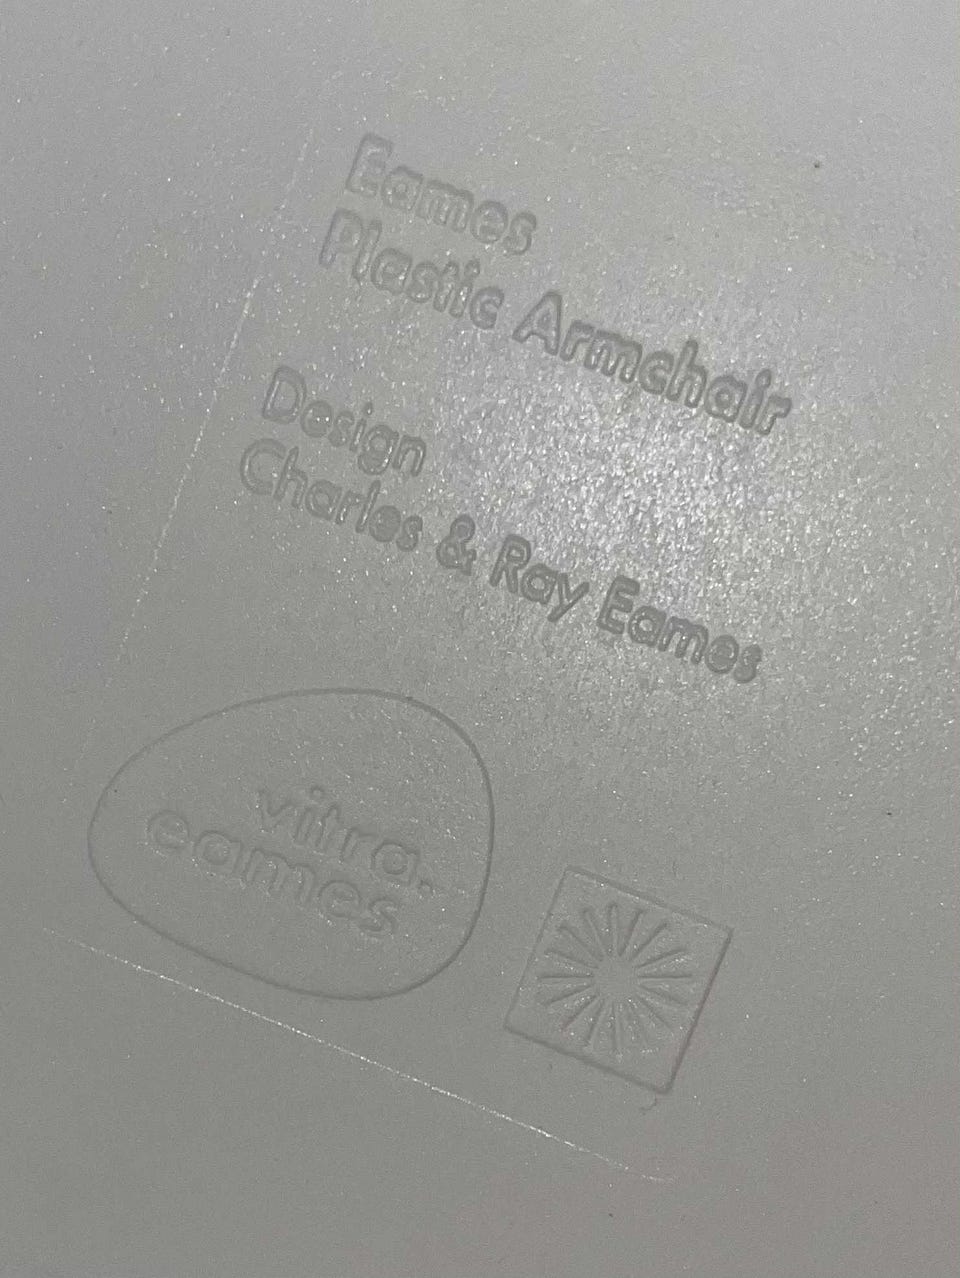 Eames
Plastic Armchair
Design
Charles & Ray Eames
vitra.
eames